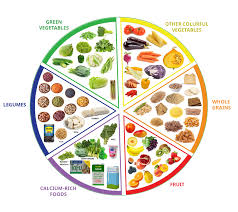 GREEN
VEGETABLES
OTHER COLORFUL
VEGETABLES
LEGUMES
WHOLE
GRAINS
CALCIUM-RICH
FOODS
FRUIT